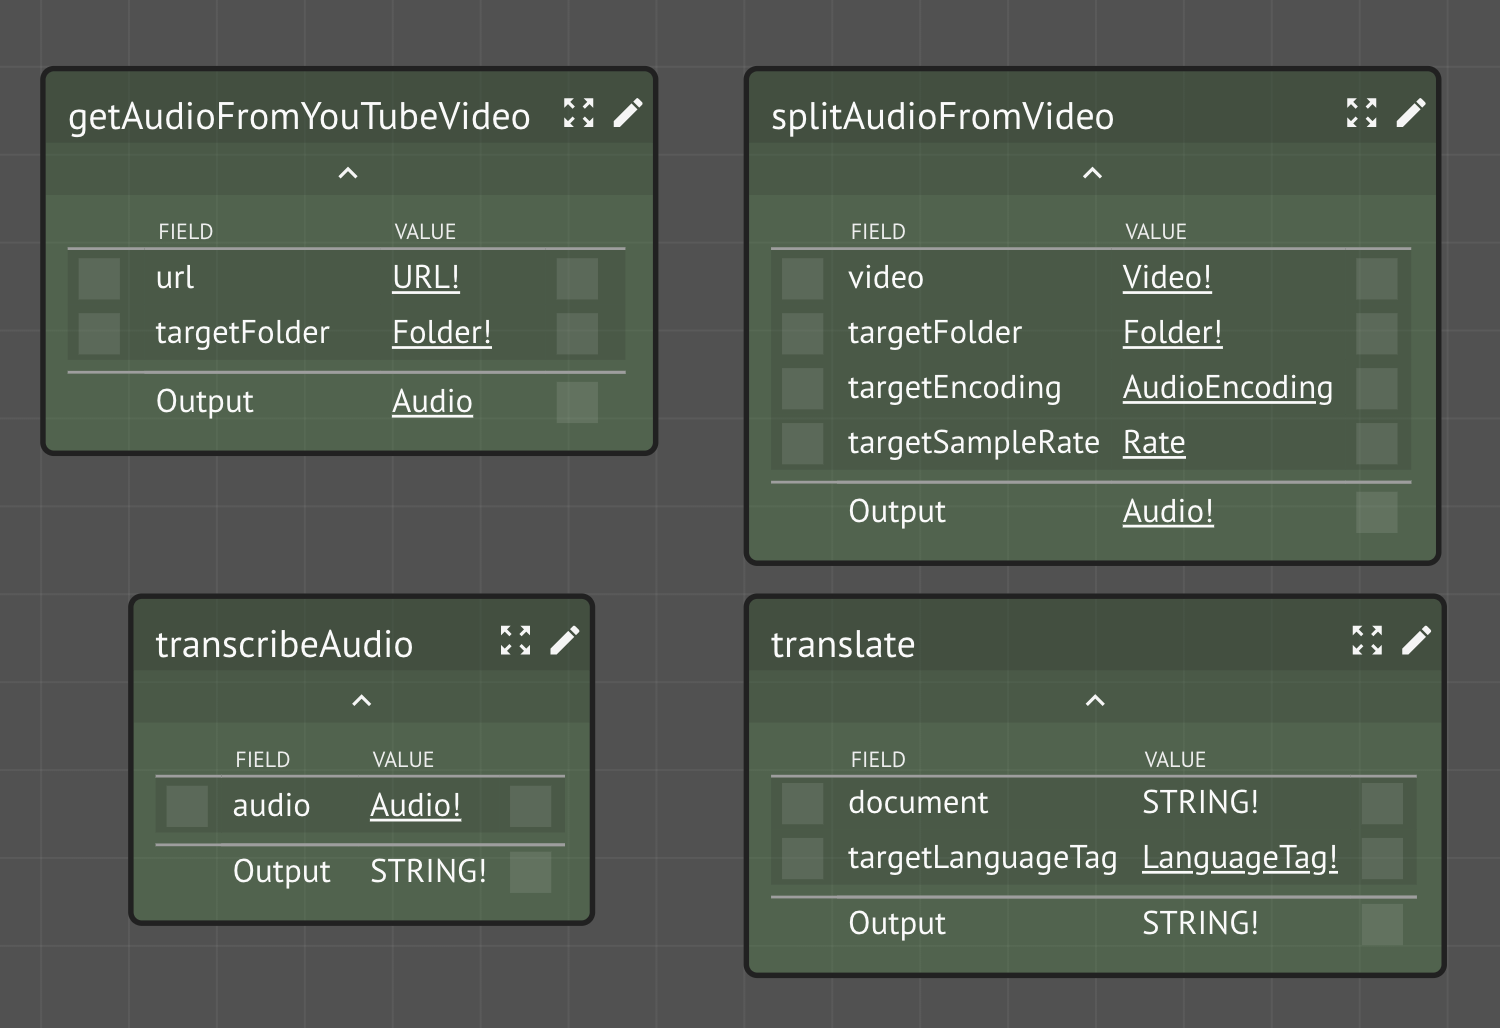 getAudioFromYouTubeVideo
FIELD VALUE
url URL!
targetFolder Folder!
Output Audio
splitAudioFromVideo
FIELD VALUE
video Video!
targetFolder Folder!
targetEncoding AudioEncoding
targetSampleRate Rate
Output Audio!
transcribeAudio
FIELD VALUE
audio Audio!
Output STRING!
translate
FIELD VALUE
document STRING!
targetLanguageTag LanguageTag!
Output STRING!